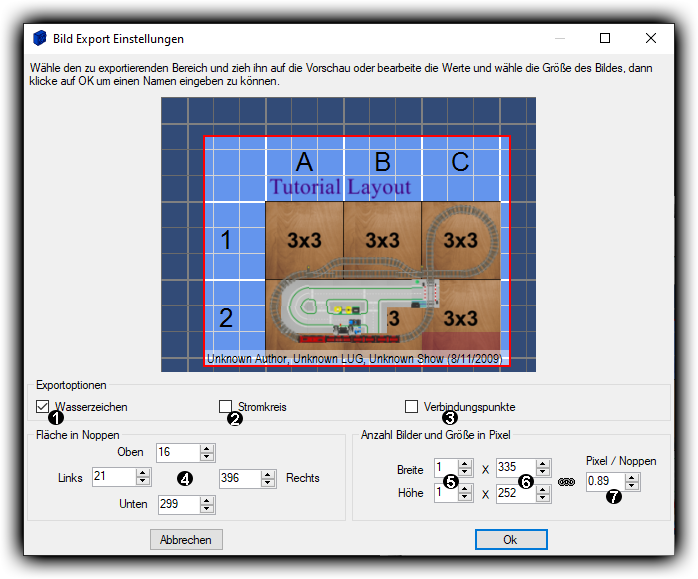 Bild Export Einstellungen
Wähle den zu exportierenden Bereich und zieh ihn auf die Vorschau oder bearbeite die Werte und wähle die Größe des Bildes, dann
klicke auf OK um einen Namen eingeben zu können.
A B C
Tutorial Layout
1 3x3 3x3 3x3
2 3 3x3
Unknown Author, Unknown LUG, Unknown Show (8/11/2009)
Exportoptionen
Wasserzeichen Stromkreis Verbindungspunkte
1 2 3
Fläche in Noppen
Oben 16
Links 21 4 396 Rechts
Unten 299
Anzahl Bilder und Größe in Pixel
Breite 1 X 335 Pixel / Noppen
5 6 0.89
Höhe 1 X 252 7
Abbrechen Ok